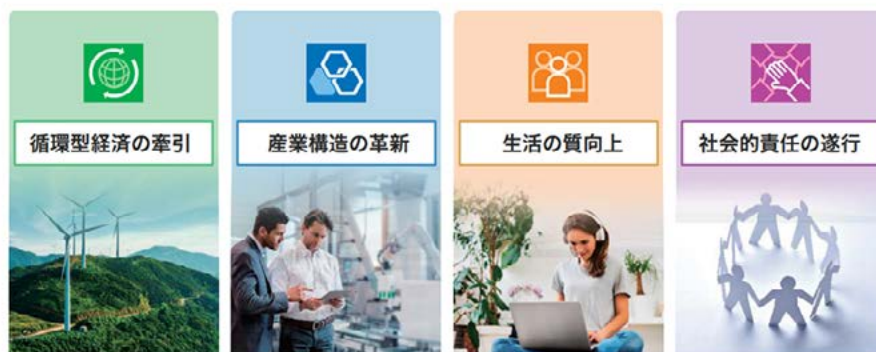 循環型経済の牽引
産業構造の革新
生活の質向上
社会的責任の遂行